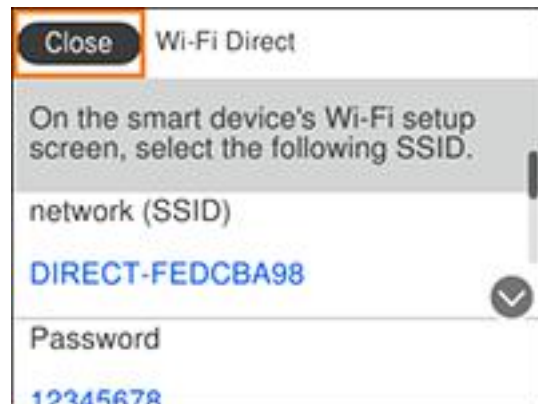 Close Wi-Fi Direct
On the smart device's Wi-Fi setup
screen, select the following SSID.
network (SSID)
DIRECT-FEDCBA98
Password
12345678